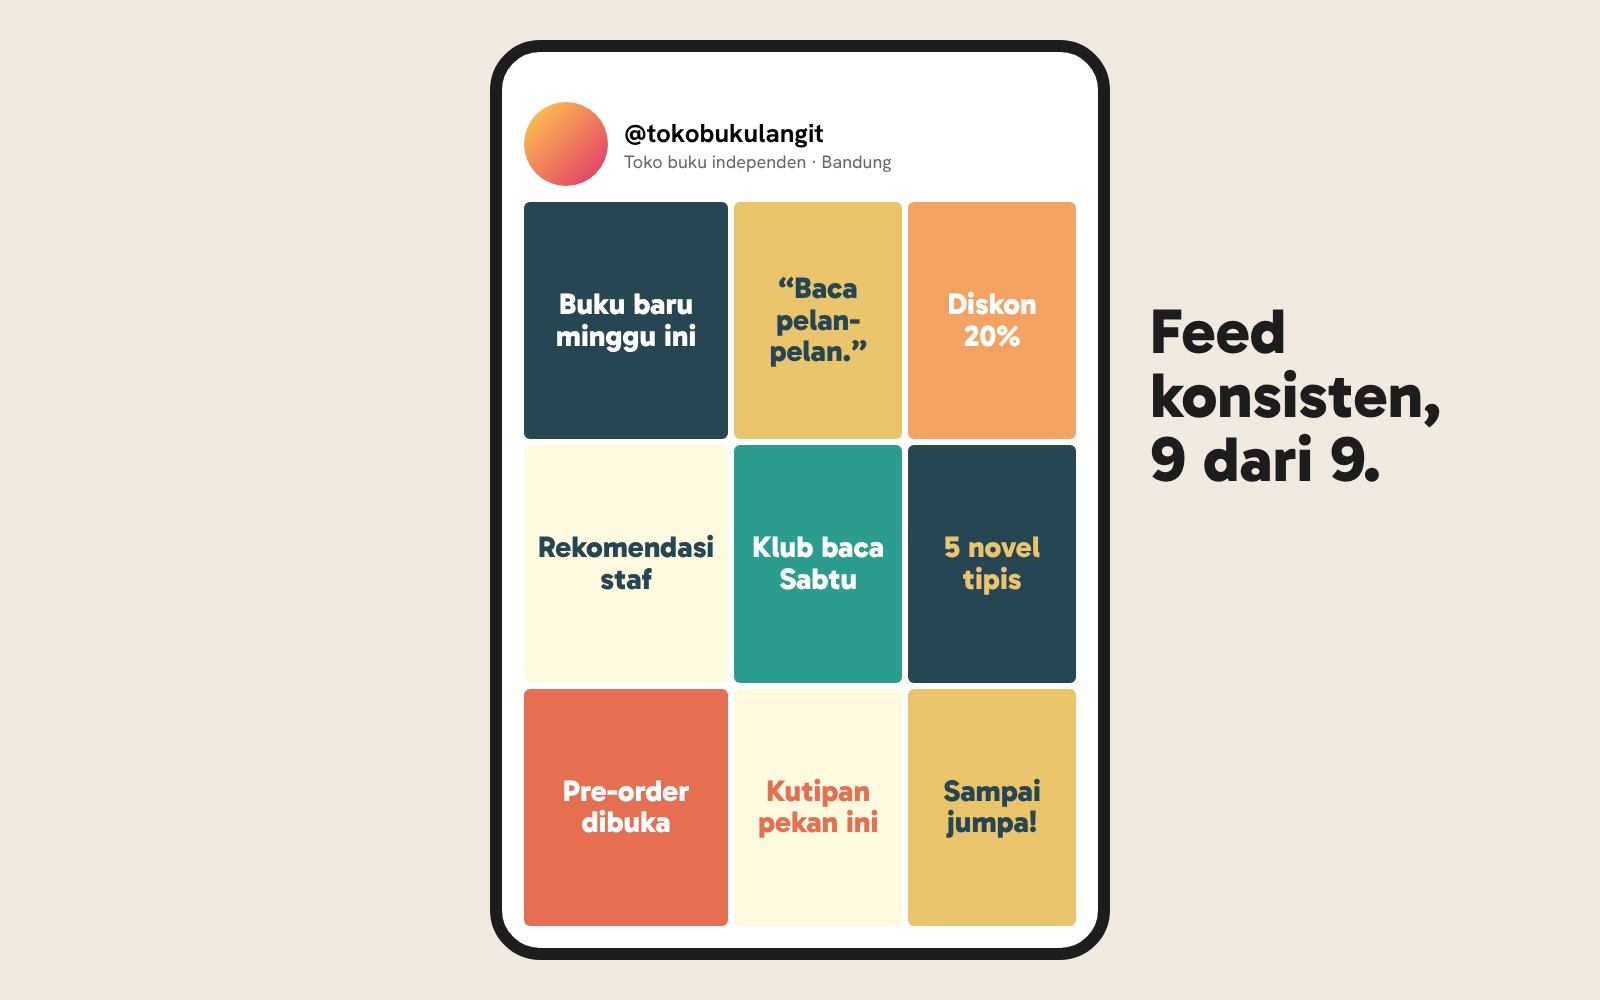 @tokobukulangit
Toko buku independen · Bandung
Buku baru
minggu ini
“Baca
pelan-
pelan.”
Diskon
20%
Rekomendasi
staf
Klub baca
Sabtu
5 novel
tipis
Pre-order
dibuka
Kutipan
pekan ini
Sampai
jumpa!
Feed
konsisten,
9 dari 9.